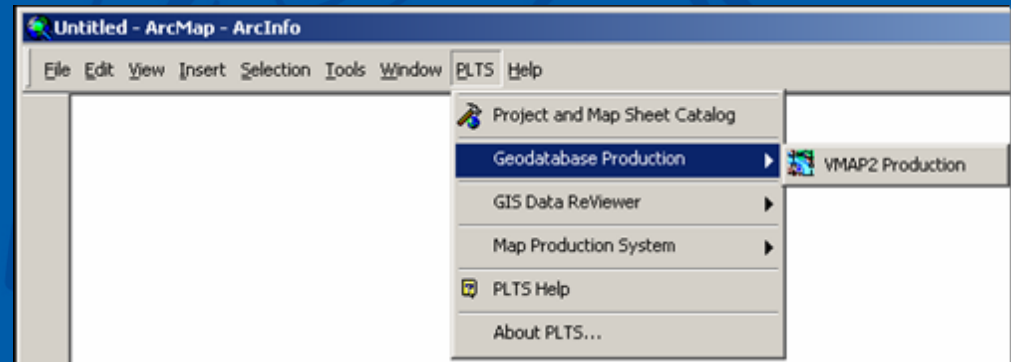 Untitled - ArcMap - ArcInfo
File Edit View Insert Selection Tools Window PLTS Help
Project and Map Sheet Catalog
Geodatabase Production
VMAP2 Production
GIS Data ReViewer
Map Production System
PLTS Help
About PLTS...